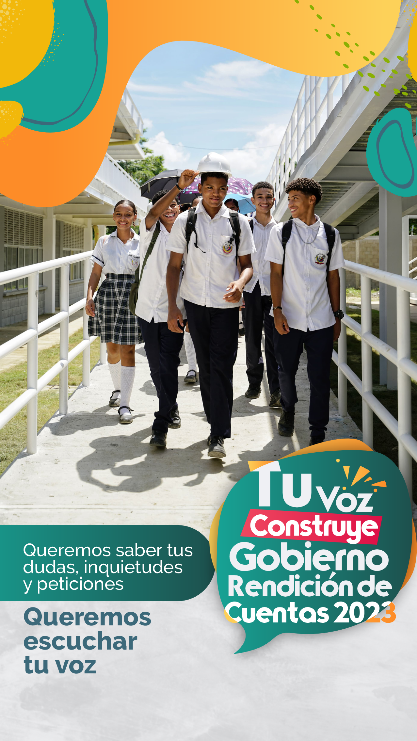 Tu Voz
Construye
Gobierno
Rendición de
Cuentas 2023
Queremos saber tus
dudas, inquietudes
y peticiones
Queremos
escuchar
tu voz